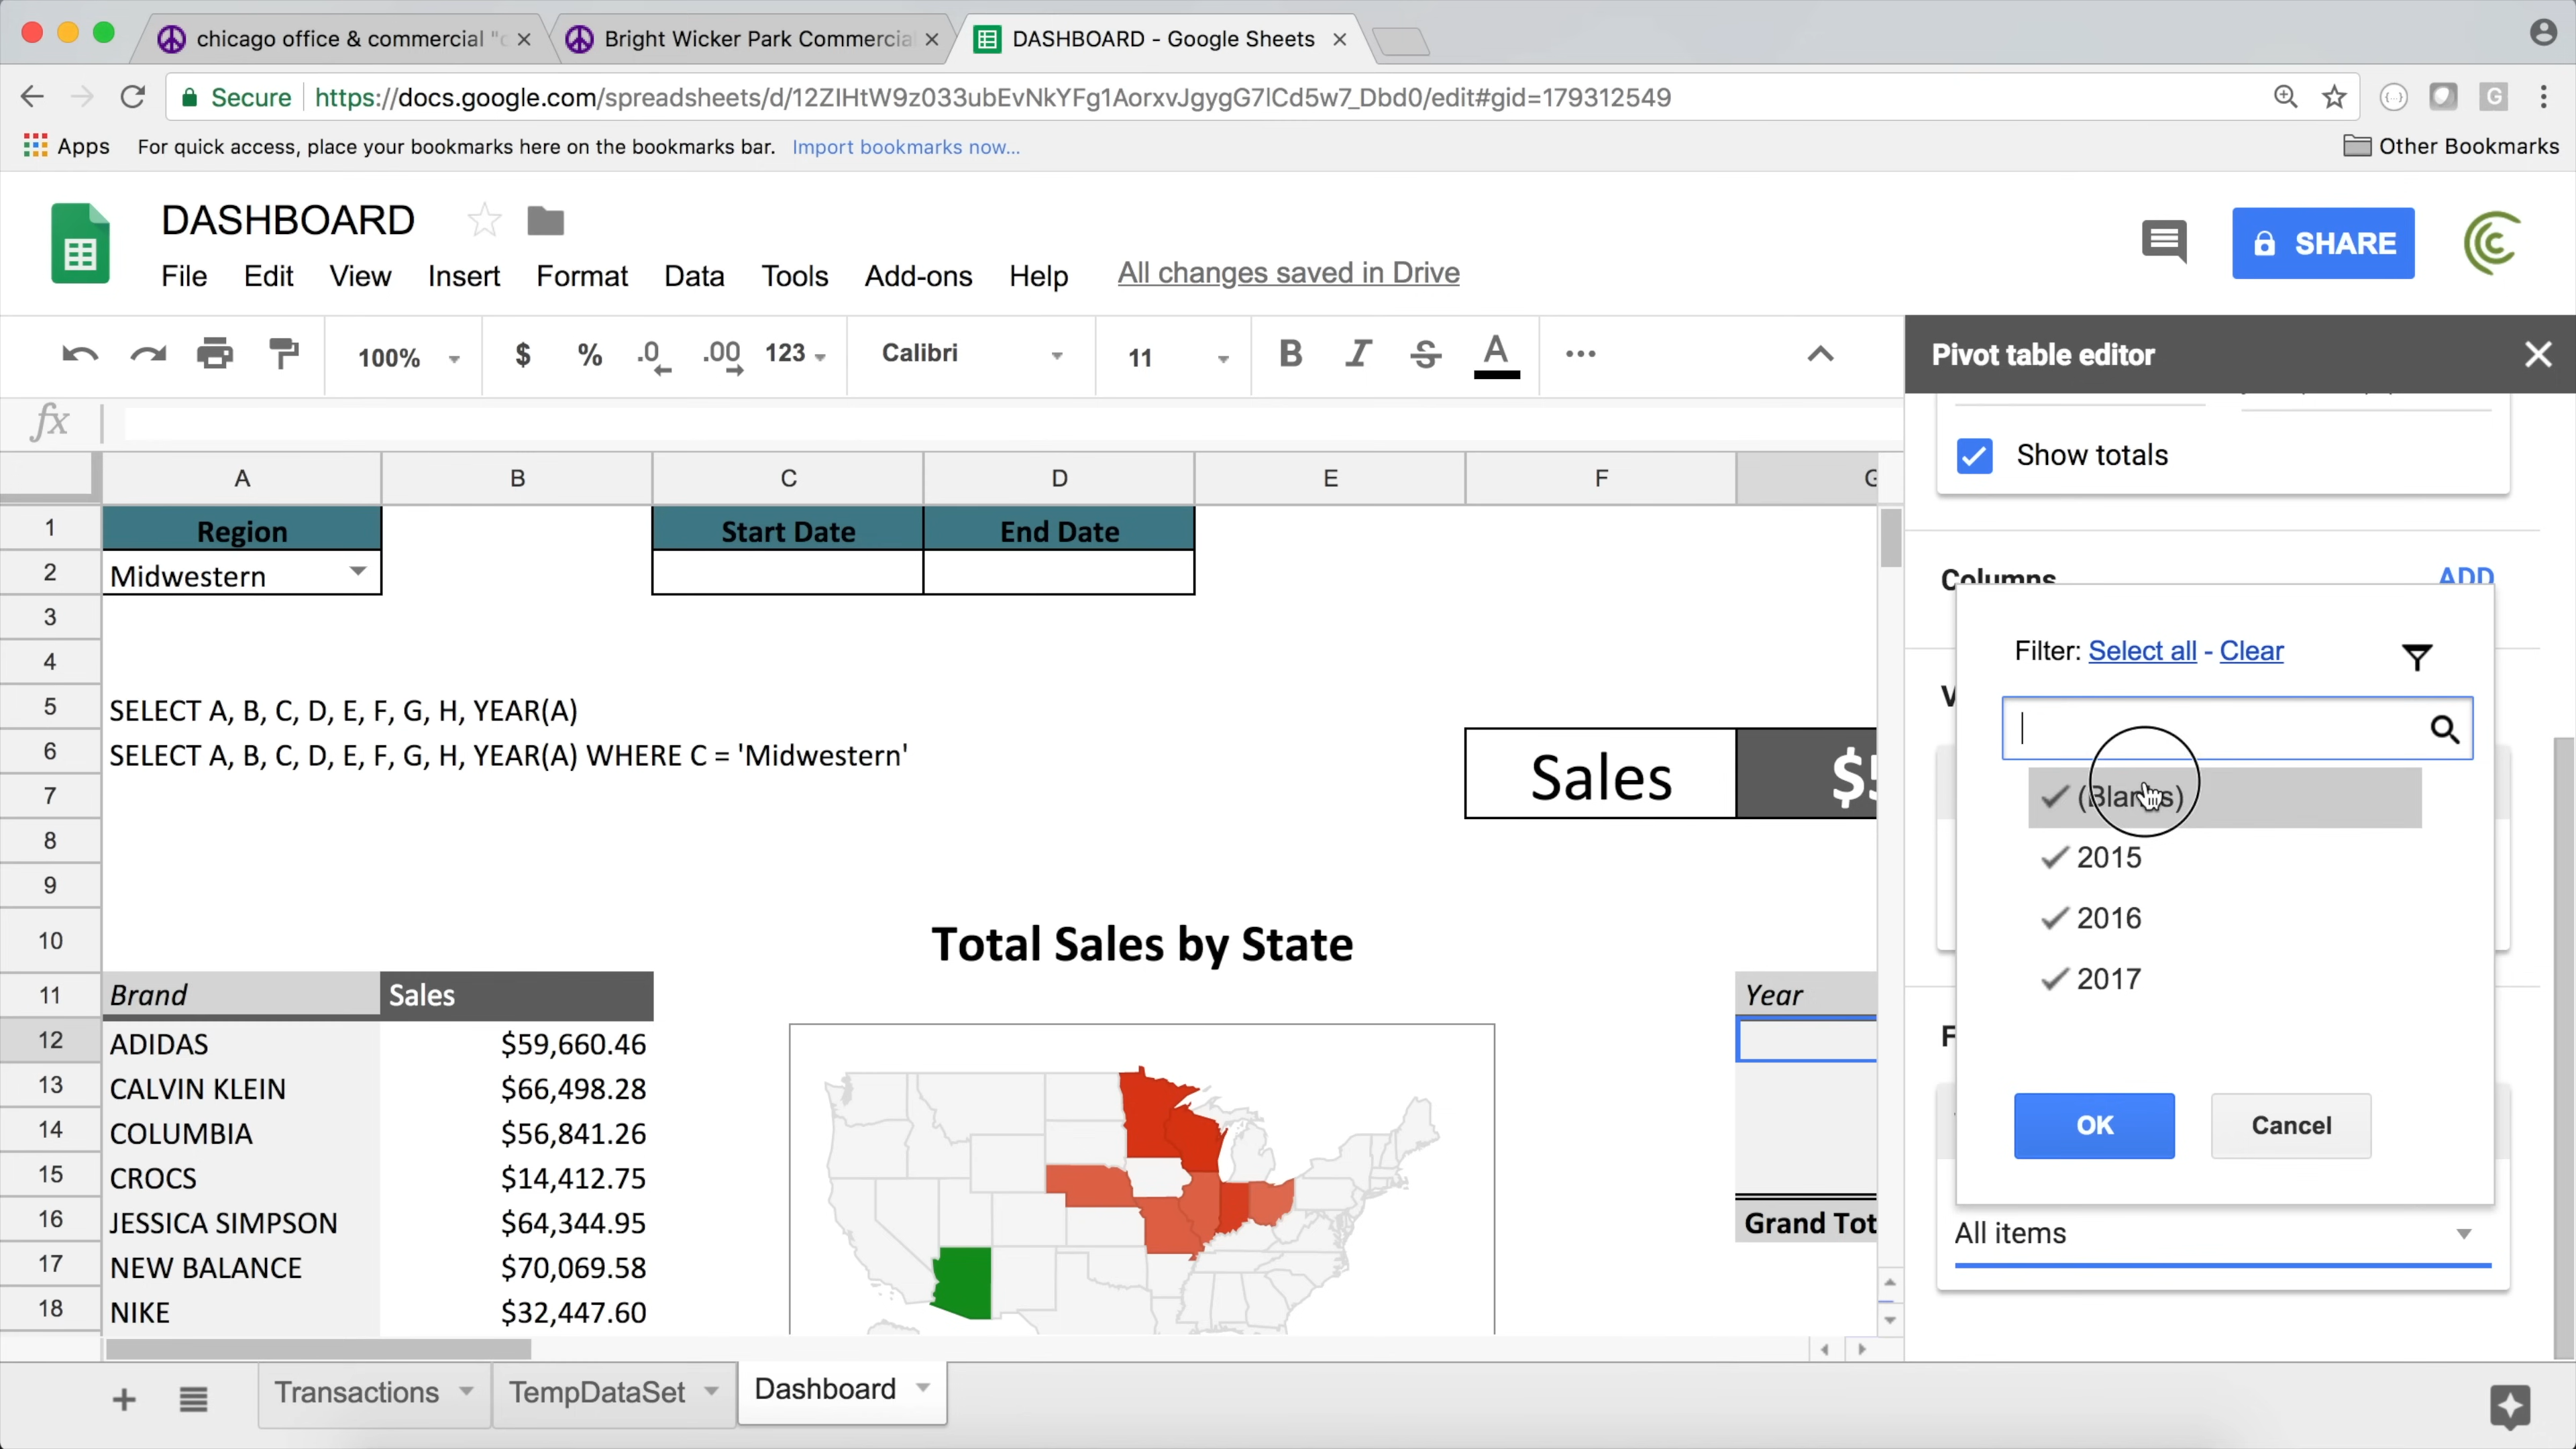 chicago office & commercial "c
Bright Wicker Park Commercial
DASHBOARD - Google Sheets
Secure https://docs.google.com/spreadsheets/d/12ZIHtW9z033ubEvNkYFg1AorxvJgygG7lCd5w7_Dbd0/edit#gid=179312549
Apps For quick access, place your bookmarks here on the bookmarks bar. Import bookmarks now... Other Bookmarks
DASHBOARD
SHARE
File Edit View Insert Format Data Tools Add-ons Help All changes saved in Drive
100% $ % .0 .00 123 Calibri 11 B I S A
Pivot table editor
fx
Show totals
A B C D E F G
1 Region Start Date End Date
2 Midwestern
3
4
5 SELECT A, B, C, D, E, F, G, H, YEAR(A)
6 SELECT A, B, C, D, E, F, G, H, YEAR(A) WHERE C = 'Midwestern'
7 Sales $5
8
9
10 Total Sales by State
11 Brand Sales Year
12 ADIDAS $59,660.46
13 CALVIN KLEIN $66,498.28
14 COLUMBIA $56,841.26
15 CROCS $14,412.75
16 JESSICA SIMPSON $64,344.95 Grand Tot
17 NEW BALANCE $70,069.58
18 NIKE $32,447.60
Columns ADD
Filter: Select all - Clear
V
(Blanks)
2015
2016
2017
F
OK Cancel
All items
Transactions TempDataSet Dashboard